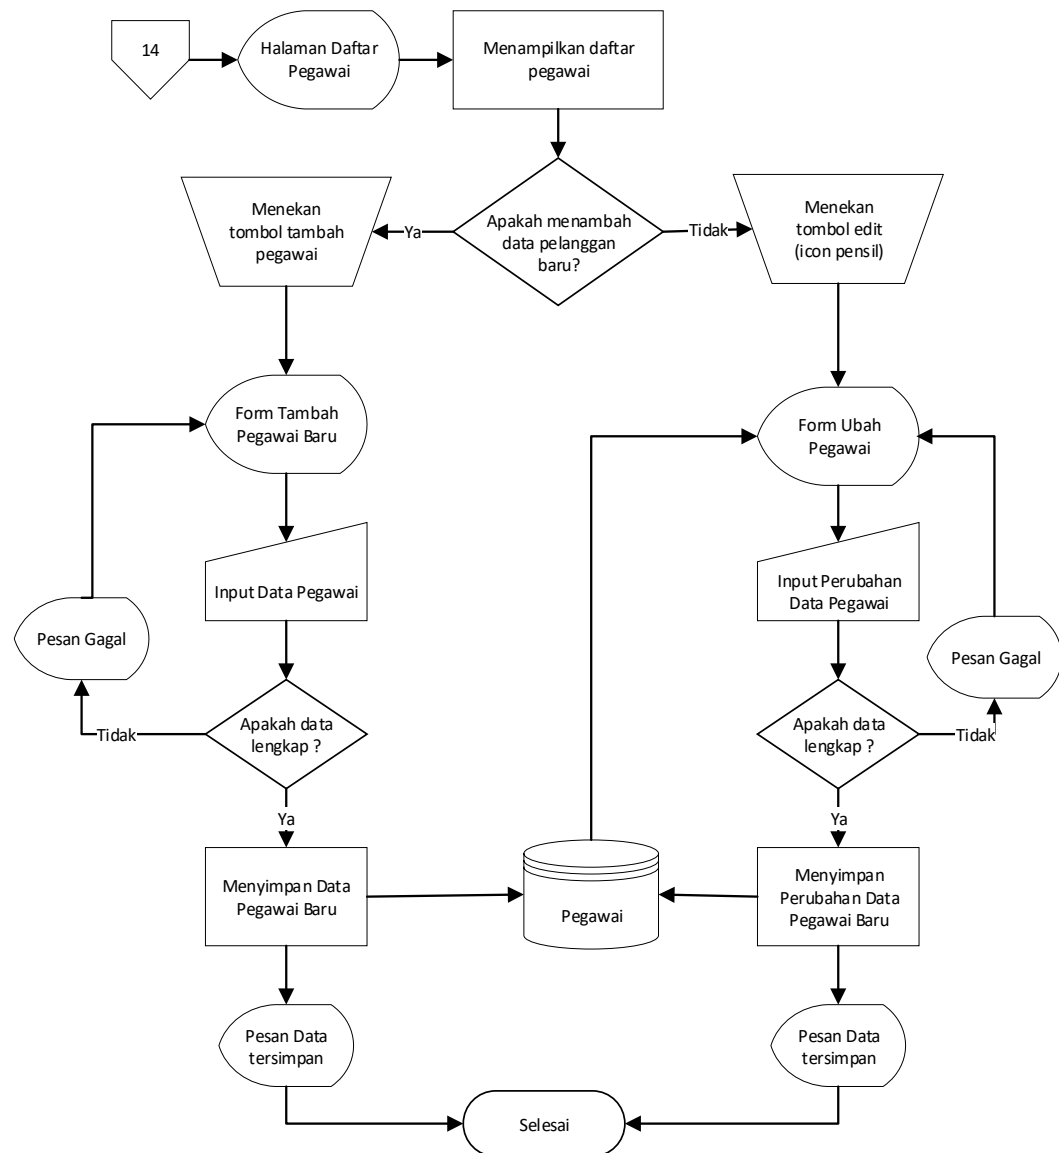 14
Halaman Daftar
Pegawai
Menampilkan daftar
pegawai
Menekan
tombol tambah
pegawai
Ya
Apakah menambah
data pelanggan
baru?
Tidak
Menekan
tombol edit
(icon pensil)
Form Tambah
Pegawai Baru
Form Ubah
Pegawai
Input Data Pegawai
Input Perubahan
Data Pegawai
Pesan Gagal
Pesan Gagal
Tidak
Apakah data
lengkap ?
Apakah data
lengkap ?
Tidak
Ya
Ya
Menyimpan Data
Pegawai Baru
Pegawai
Menyimpan
Perubahan Data
Pegawai Baru
Pesan Data
tersimpan
Pesan Data
tersimpan
Selesai